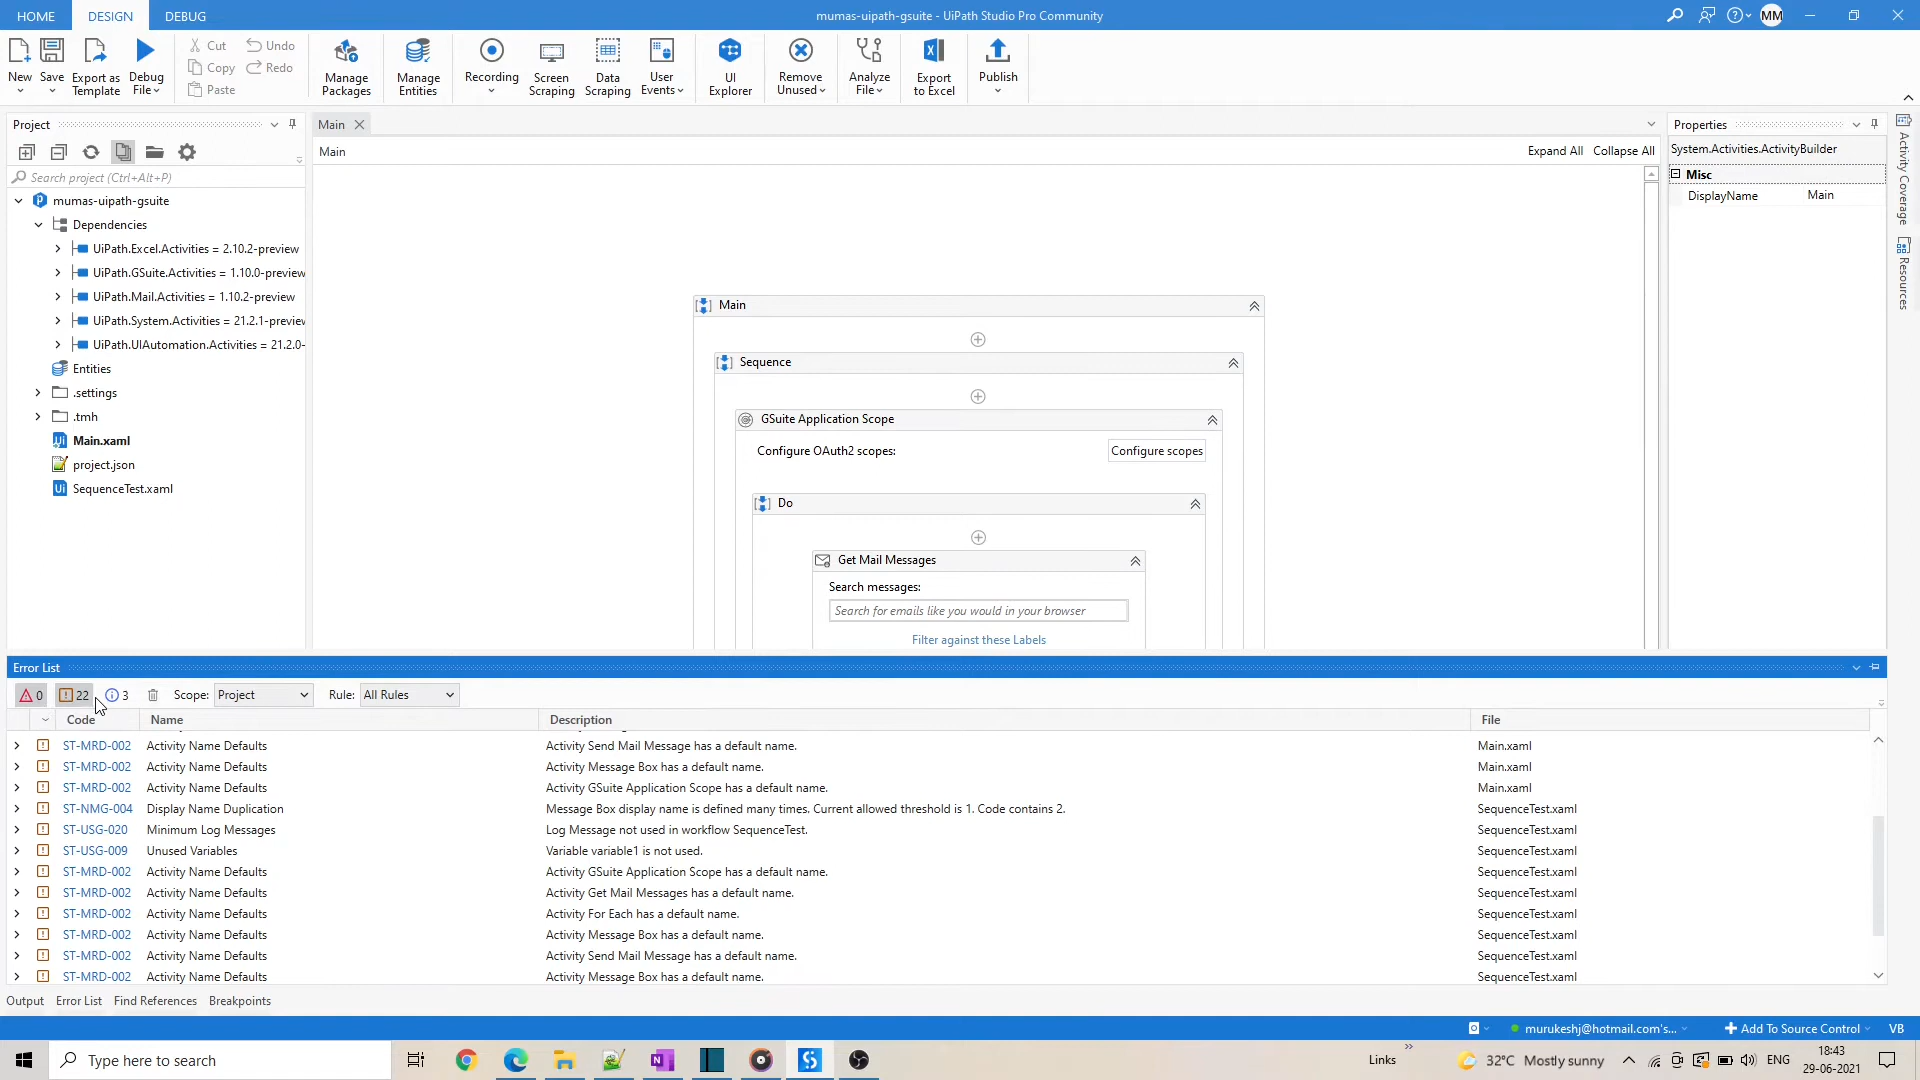 HOME DESIGN DEBUG
mumas-uipath-gsuite - UiPath Studio Pro Community
MM
New
Save
Export as Template
Debug File
Cut
Copy
Paste
Undo
Redo
Manage Packages
Manage Entities
Recording
Screen Scraping
Data Scraping
User Events
UI Explorer
Remove Unused
Analyze File
Export to Excel
Publish
Project
Search project (Ctrl+Alt+P)
mumas-uipath-gsuite
Dependencies
UiPath.Excel.Activities = 2.10.2-preview
UiPath.GSuite.Activities = 1.10.0-preview
UiPath.Mail.Activities = 1.10.2-preview
UiPath.System.Activities = 21.2.1-preview
UiPath.UIAutomation.Activities = 21.2.0-
Entities
.settings
.tmh
Main.xaml
project.json
SequenceTest.xaml
Main
Main
Expand All Collapse All
Main
Sequence
GSuite Application Scope
Configure OAuth2 scopes: Configure scopes
Do
Get Mail Messages
Search messages:
Search for emails like you would in your browser
Filter against these Labels
Properties
System.Activities.ActivityBuilder
Misc
DisplayName Main
Activity Coverage
Resources
Error List
0 22 3 Scope: Project Rule: All Rules
Code Name Description File
ST-MRD-002 Activity Name Defaults Activity Send Mail Message has a default name. Main.xaml
ST-MRD-002 Activity Name Defaults Activity Message Box has a default name. Main.xaml
ST-MRD-002 Activity Name Defaults Activity GSuite Application Scope has a default name. Main.xaml
ST-NMG-004 Display Name Duplication Message Box display name is defined many times. Current allowed threshold is 1. Code contains 2. SequenceTest.xaml
ST-USG-020 Minimum Log Messages Log Message not used in workflow SequenceTest. SequenceTest.xaml
ST-USG-009 Unused Variables Variable variable1 is not used. SequenceTest.xaml
ST-MRD-002 Activity Name Defaults Activity GSuite Application Scope has a default name. SequenceTest.xaml
ST-MRD-002 Activity Name Defaults Activity Get Mail Messages has a default name. SequenceTest.xaml
ST-MRD-002 Activity Name Defaults Activity For Each has a default name. SequenceTest.xaml
ST-MRD-002 Activity Name Defaults Activity Message Box has a default name. SequenceTest.xaml
ST-MRD-002 Activity Name Defaults Activity Send Mail Message has a default name. SequenceTest.xaml
ST-MRD-002 Activity Name Defaults Activity Message Box has a default name. SequenceTest.xaml
Output Error List Find References Breakpoints
murukeshj@hotmail.com's... Add To Source Control VB
Type here to search
Links
32°C Mostly sunny
ENG
18:43
29-06-2021